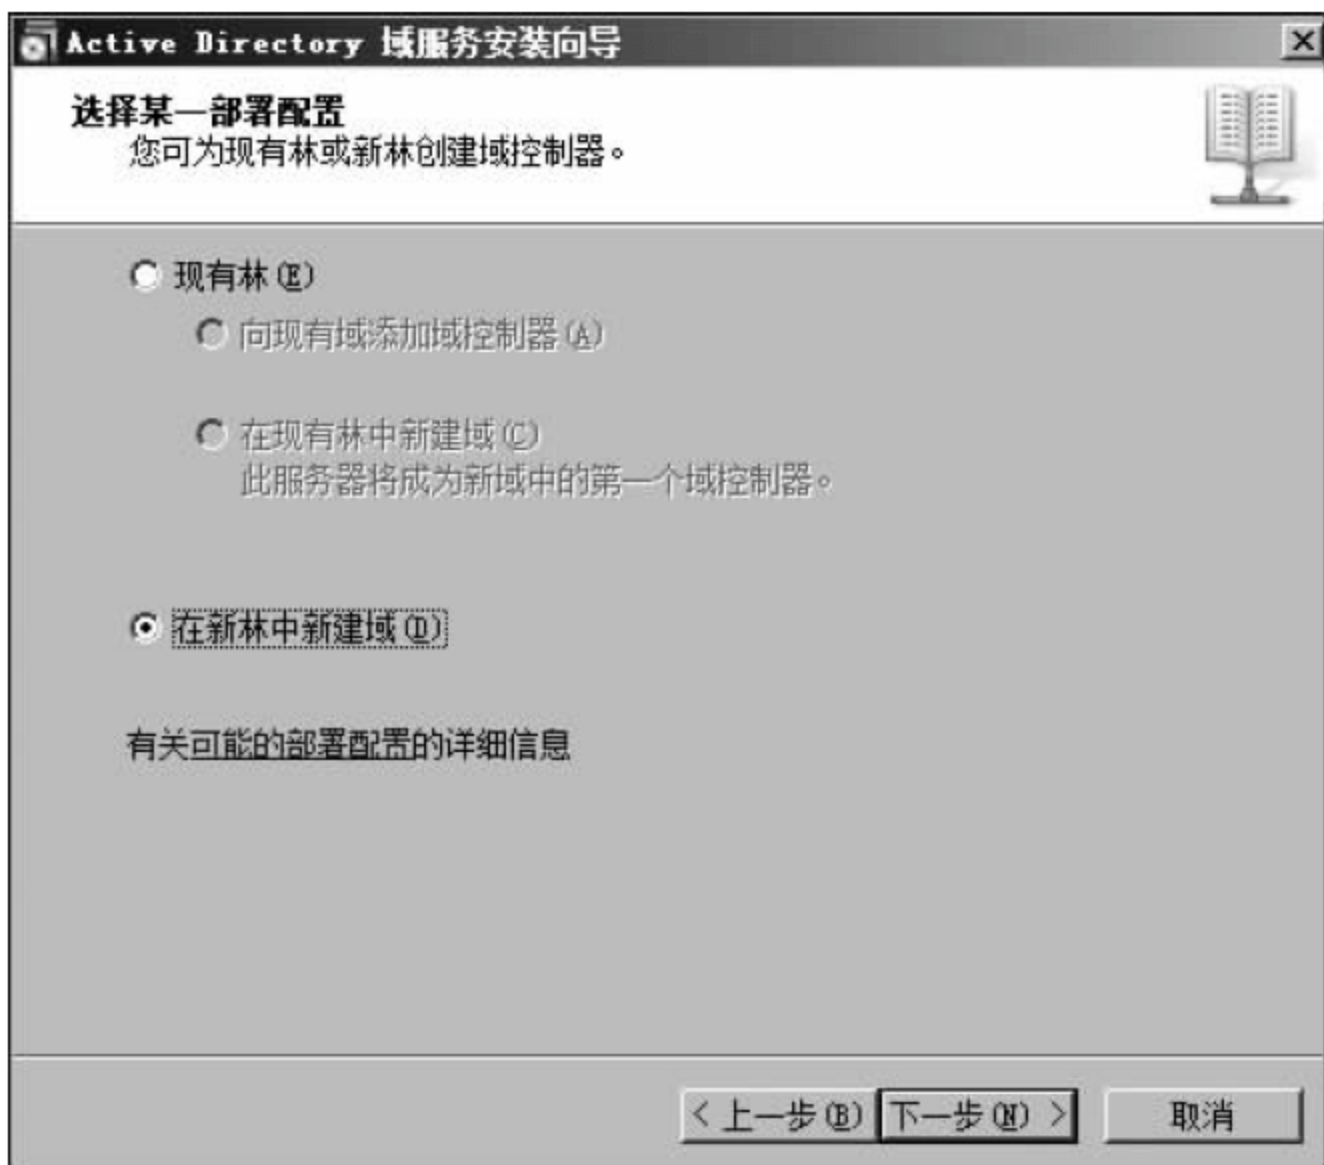 Active Directory 域服务安装向导
选择某一部署配置
您可为现有林或新林创建域控制器。
现有林(E)
向现有域添加域控制器(A)
在现有林中新建域(C)
此服务器将成为新域中的第一个域控制器。
在新林中新建域(D)
有关可能的部署配置的详细信息
< 上一步(B) 下一步(N) > 取消